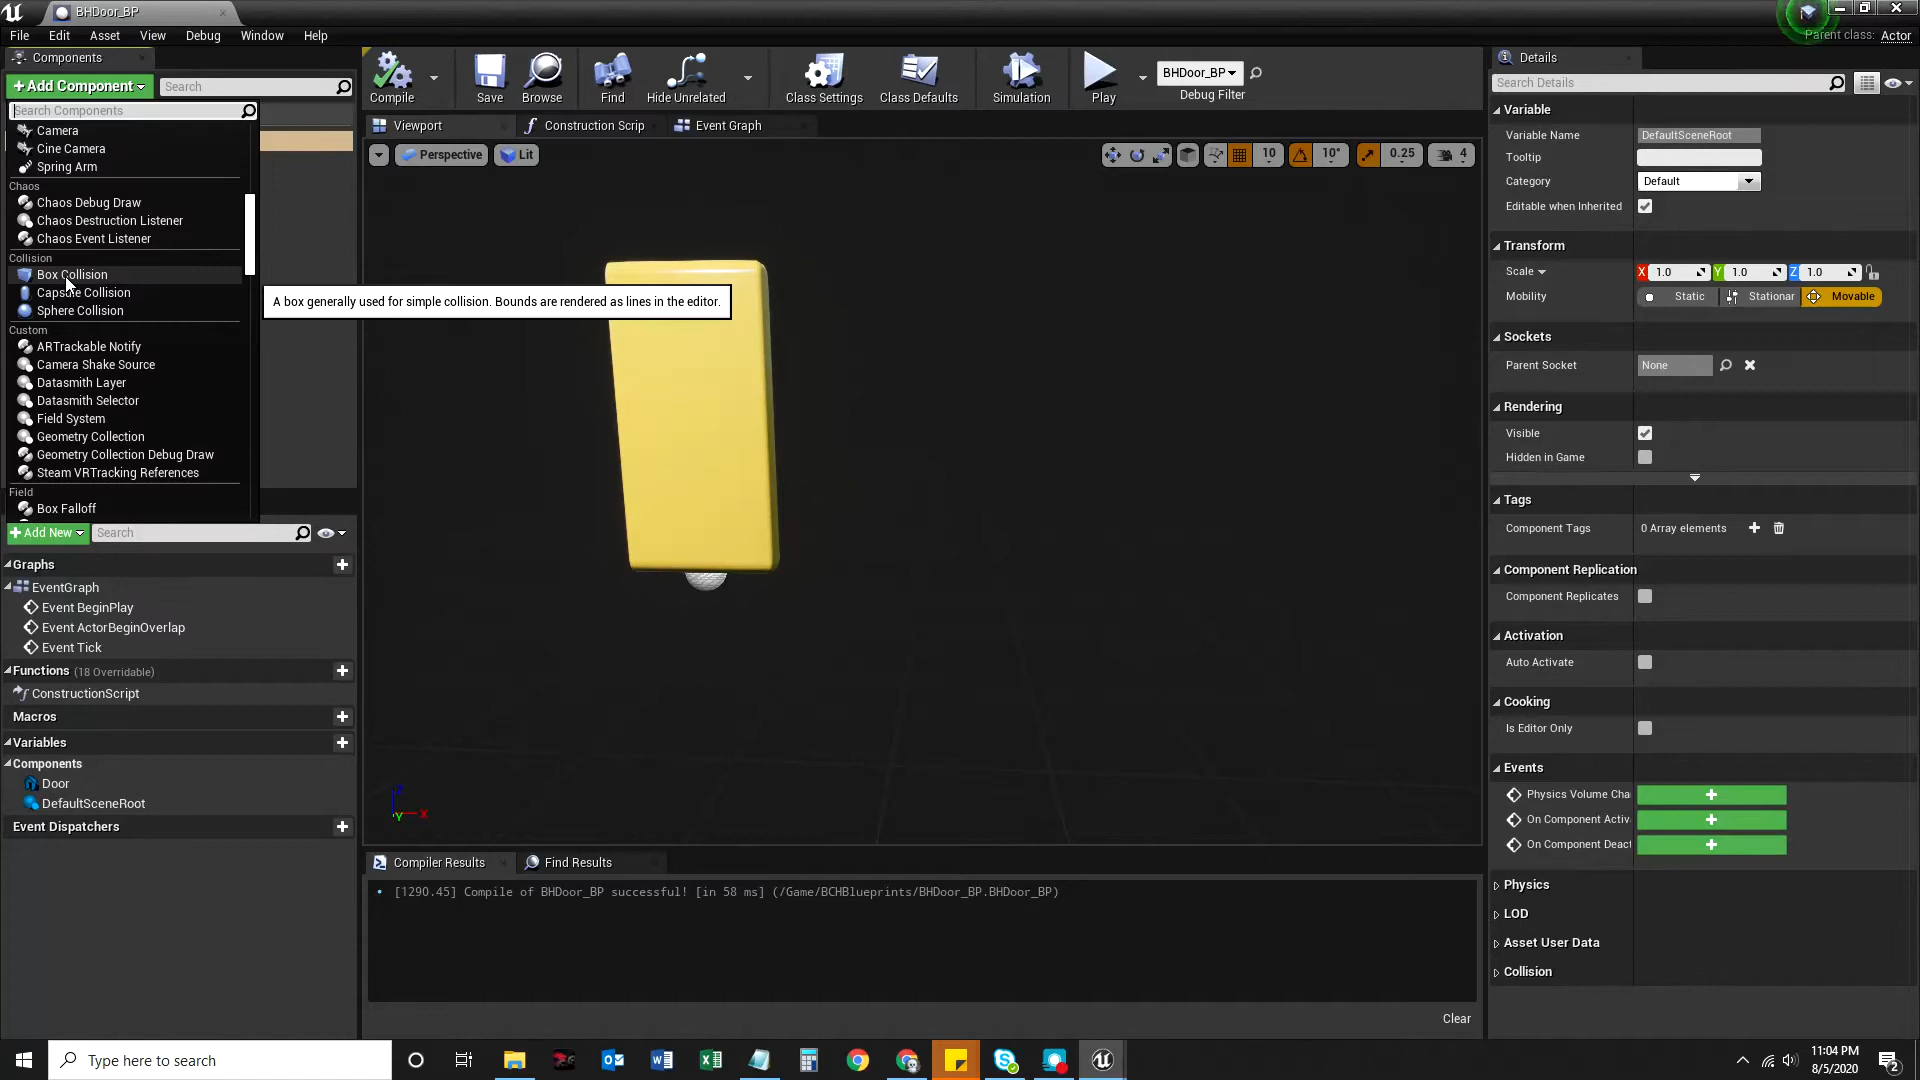 BHDoor_BP
File Edit Asset View Debug Window Help
Parent class: Actor
Components
+Add Component
Search
Search Components
Camera
Cine Camera
Spring Arm
Chaos
Chaos Debug Draw
Chaos Destruction Listener
Chaos Event Listener
Collision
Box Collision
Capsule Collision
Sphere Collision
Custom
ARTrackable Notify
Camera Shake Source
Datasmith Layer
Datasmith Selector
Field System
Geometry Collection
Geometry Collection Debug Draw
Steam VRTracking References
Field
Box Falloff
A box generally used for simple collision. Bounds are rendered as lines in the editor.
+Add New
Search
Graphs
EventGraph
Event BeginPlay
Event ActorBeginOverlap
Event Tick
Functions (18 Overridable)
ConstructionScript
Macros
Variables
Components
Door
DefaultSceneRoot
Event Dispatchers
Compile
Save
Browse
Find
Hide Unrelated
Class Settings
Class Defaults
Simulation
Play
BHDoor_BP
Debug Filter
Viewport
Construction Scrip
Event Graph
Perspective
Lit
10
10°
0.25
4
Z
X
Y
Compiler Results
Find Results
[1290.45] Compile of BHDoor_BP successful! [in 58 ms] (/Game/BCHBlueprints/BHDoor_BP.BHDoor_BP)
Clear
Details
Search Details
Variable
Variable Name DefaultSceneRoot
Tooltip
Category Default
Editable when Inherited
Transform
Scale X 1.0 Y 1.0 Z 1.0
Mobility Static Stationar Movable
Sockets
Parent Socket None
Rendering
Visible
Hidden in Game
Tags
Component Tags 0 Array elements
Component Replication
Component Replicates
Activation
Auto Activate
Cooking
Is Editor Only
Events
Physics Volume Cha
On Component Activ
On Component Deact
Physics
LOD
Asset User Data
Collision
Type here to search
11:04 PM
8/5/2020
2